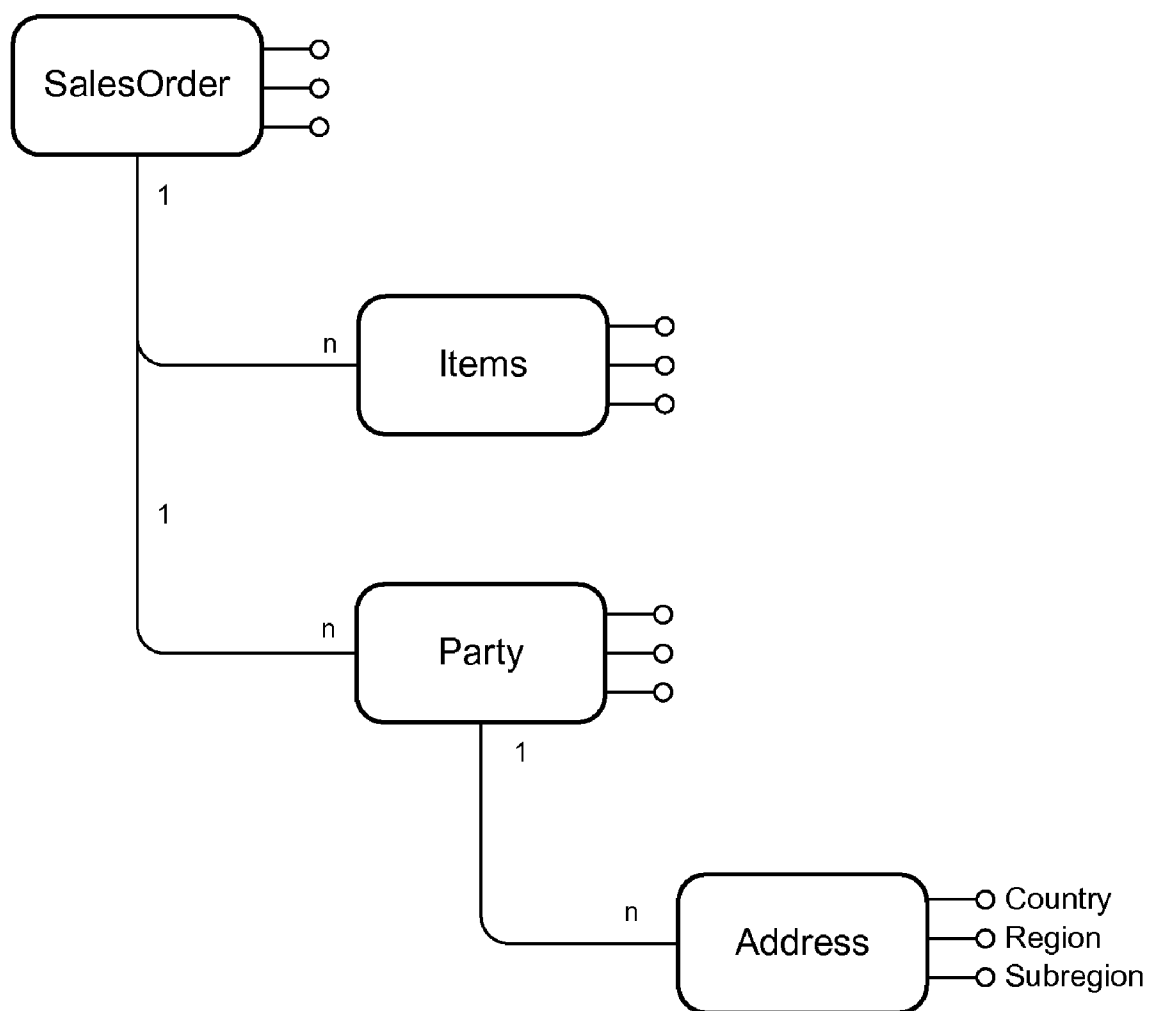 SalesOrder
1
n
Items
1
n
Party
1
n
Address
Country
Region
Subregion